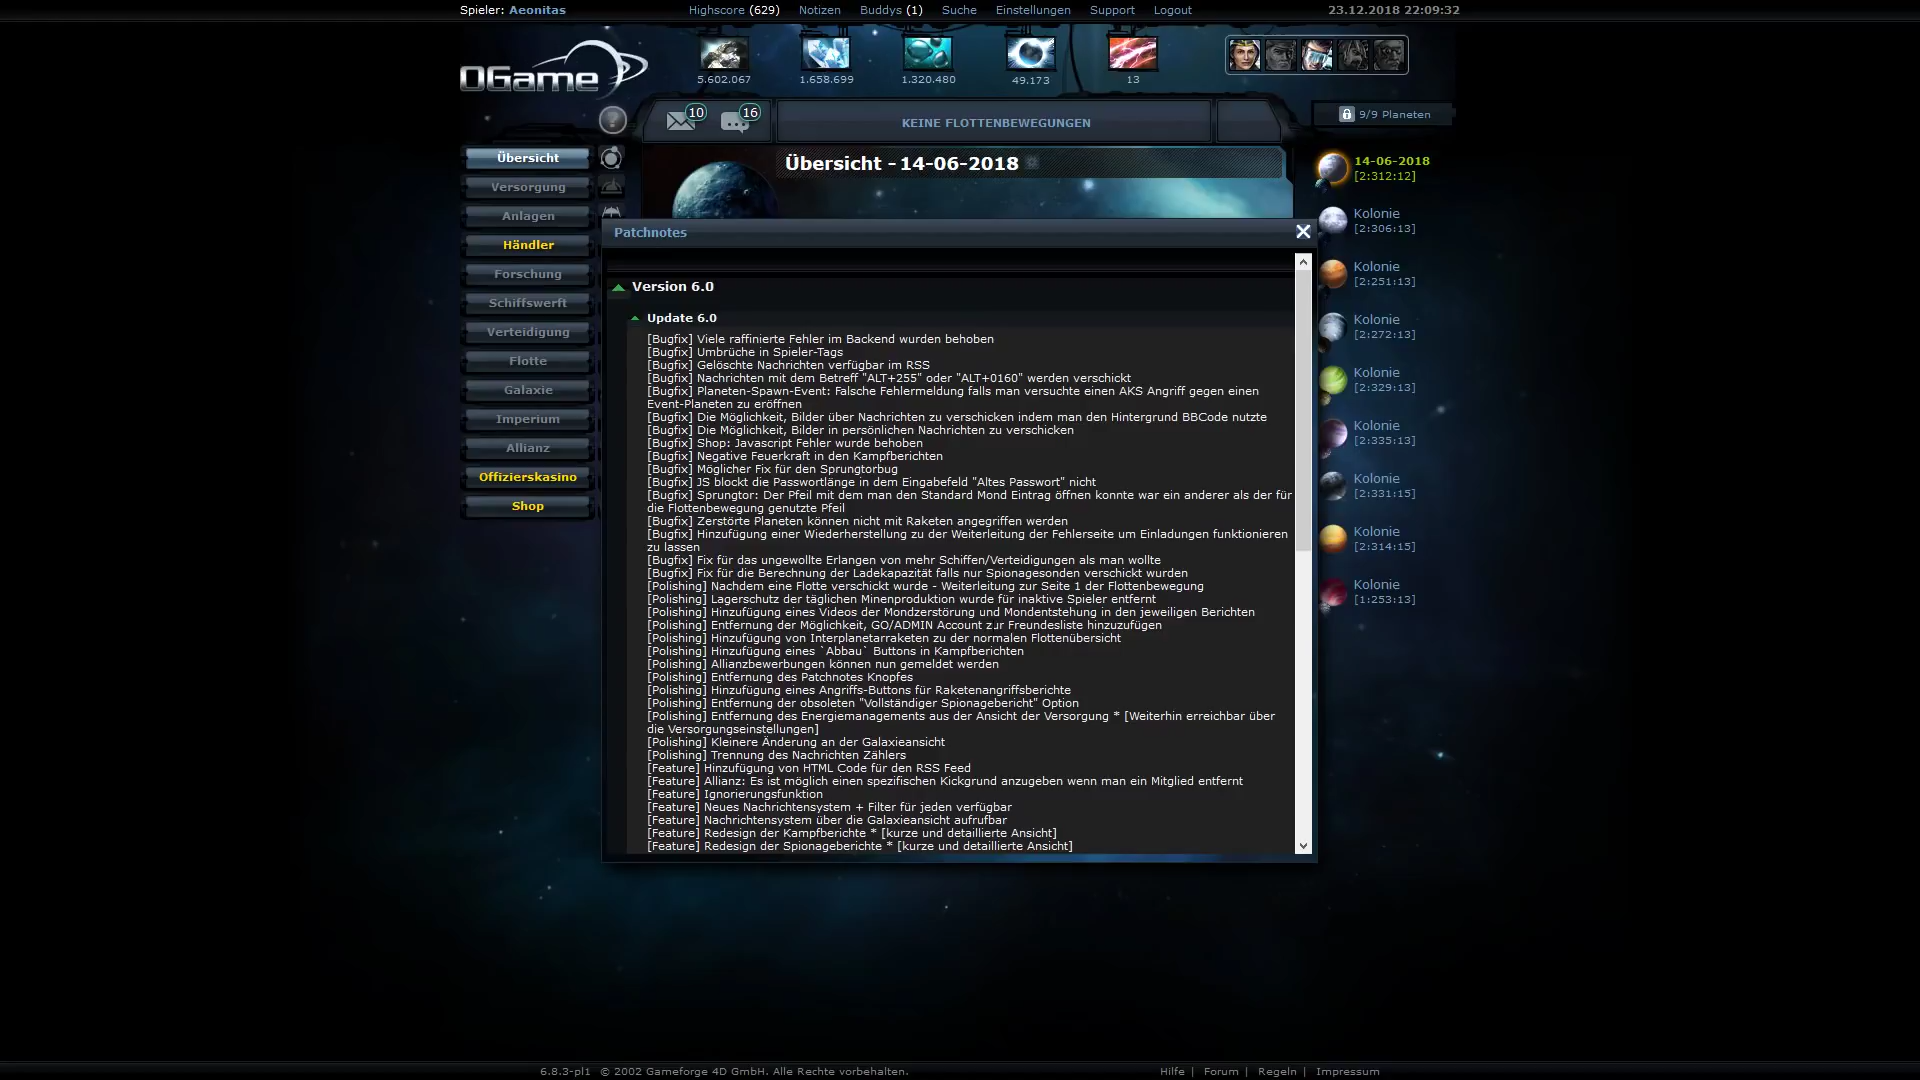 Spieler: Aeonitas
Highscore (629) Notizen Buddys (1) Suche Einstellungen Support Logout
23.12.2018 22:09:32
OGame
5.602.067 1.658.699 1.320.480 49.173 13
10 16
KEINE FLOTTENBEWEGUNGEN
9/9 Planeten
Übersicht
Versorgung
Anlagen
Händler
Forschung
Schiffswerft
Verteidigung
Flotte
Galaxie
Imperium
Allianz
Offizierskasino
Shop
Übersicht - 14-06-2018
Patchnotes
Version 6.0
Update 6.0
[Bugfix] Viele raffinierte Fehler im Backend wurden behoben
[Bugfix] Umbrüche in Spieler-Tags
[Bugfix] Gelöschte Nachrichten verfügbar im RSS
[Bugfix] Nachrichten mit dem Betreff "ALT+255" oder "ALT+0160" werden verschickt
[Bugfix] Planeten-Spawn-Event: Falsche Fehlermeldung falls man versuchte einen AKS Angriff gegen einen
Event-Planeten zu eröffnen
[Bugfix] Die Möglichkeit, Bilder über Nachrichten zu verschicken indem man den Hintergrund BBCode nutzte
[Bugfix] Die Möglichkeit, Bilder in persönlichen Nachrichten zu verschicken
[Bugfix] Shop: Javascript Fehler wurde behoben
[Bugfix] Negative Feuerkraft in den Kampfberichten
[Bugfix] Möglicher Fix für den Sprungtorbug
[Bugfix] JS blockt die Passwortlänge in dem Eingabefeld "Altes Passwort" nicht
[Bugfix] Sprungtor: Der Pfeil mit dem man den Standard Mond Eintrag öffnen konnte war ein anderer als der für
die Flottenbewegung genutzte Pfeil
[Bugfix] Zerstörte Planeten können nicht mit Raketen angegriffen werden
[Bugfix] Hinzufügung einer Wiederherstellung zu der Weiterleitung der Fehlerseite um Einladungen funktionieren
zu lassen
[Bugfix] Fix für das ungewollte Erlangen von mehr Schiffen/Verteidigungen als man wollte
[Bugfix] Fix für die Berechnung der Ladekapazität falls nur Spionagesonden verschickt wurden
[Polishing] Nachdem eine Flotte verschickt wurde - Weiterleitung zur Seite 1 der Flottenbewegung
[Polishing] Lagerschutz der täglichen Minenproduktion wurde für inaktive Spieler entfernt
[Polishing] Hinzufügung eines Videos der Mondzerstörung und Mondentstehung in den jeweiligen Berichten
[Polishing] Entfernung der Möglichkeit, GO/ADMIN Account zur Freundesliste hinzuzufügen
[Polishing] Hinzufügung von Interplanetarraketen zu der normalen Flottenübersicht
[Polishing] Hinzufügung eines `Abbau` Buttons in Kampfberichten
[Polishing] Allianzbewerbungen können nun gemeldet werden
[Polishing] Entfernung des Patchnotes Knopfes
[Polishing] Hinzufügung eines Angriffs-Buttons für Raketenangriffsberichte
[Polishing] Entfernung der obsoleten "Vollständiger Spionagebericht" Option
[Polishing] Entfernung des Energiemanagements aus der Ansicht der Versorgung * [Weiterhin erreichbar über
die Versorgungseinstellungen]
[Polishing] Kleinere Änderung an der Galaxieansicht
[Polishing] Trennung des Nachrichten Zählers
[Feature] Hinzufügung von HTML Code für den RSS Feed
[Feature] Allianz: Es ist möglich einen spezifischen Kickgrund anzugeben wenn man ein Mitglied entfernt
[Feature] Ignorierungsfunktion
[Feature] Neues Nachrichtensystem + Filter für jeden verfügbar
[Feature] Nachrichtensystem über die Galaxieansicht aufrufbar
[Feature] Redesign der Kampfberichte * [kurze und detaillierte Ansicht]
[Feature] Redesign der Spionageberichte * [kurze und detaillierte Ansicht]
14-06-2018
[2:312:12]
Kolonie
[2:306:13]
Kolonie
[2:251:13]
Kolonie
[2:272:13]
Kolonie
[2:329:13]
Kolonie
[2:335:13]
Kolonie
[2:331:15]
Kolonie
[2:314:15]
Kolonie
[1:253:13]
6.8.3-pl1 © 2002 Gameforge 4D GmbH. Alle Rechte vorbehalten.
Hilfe | Forum | Regeln | Impressum